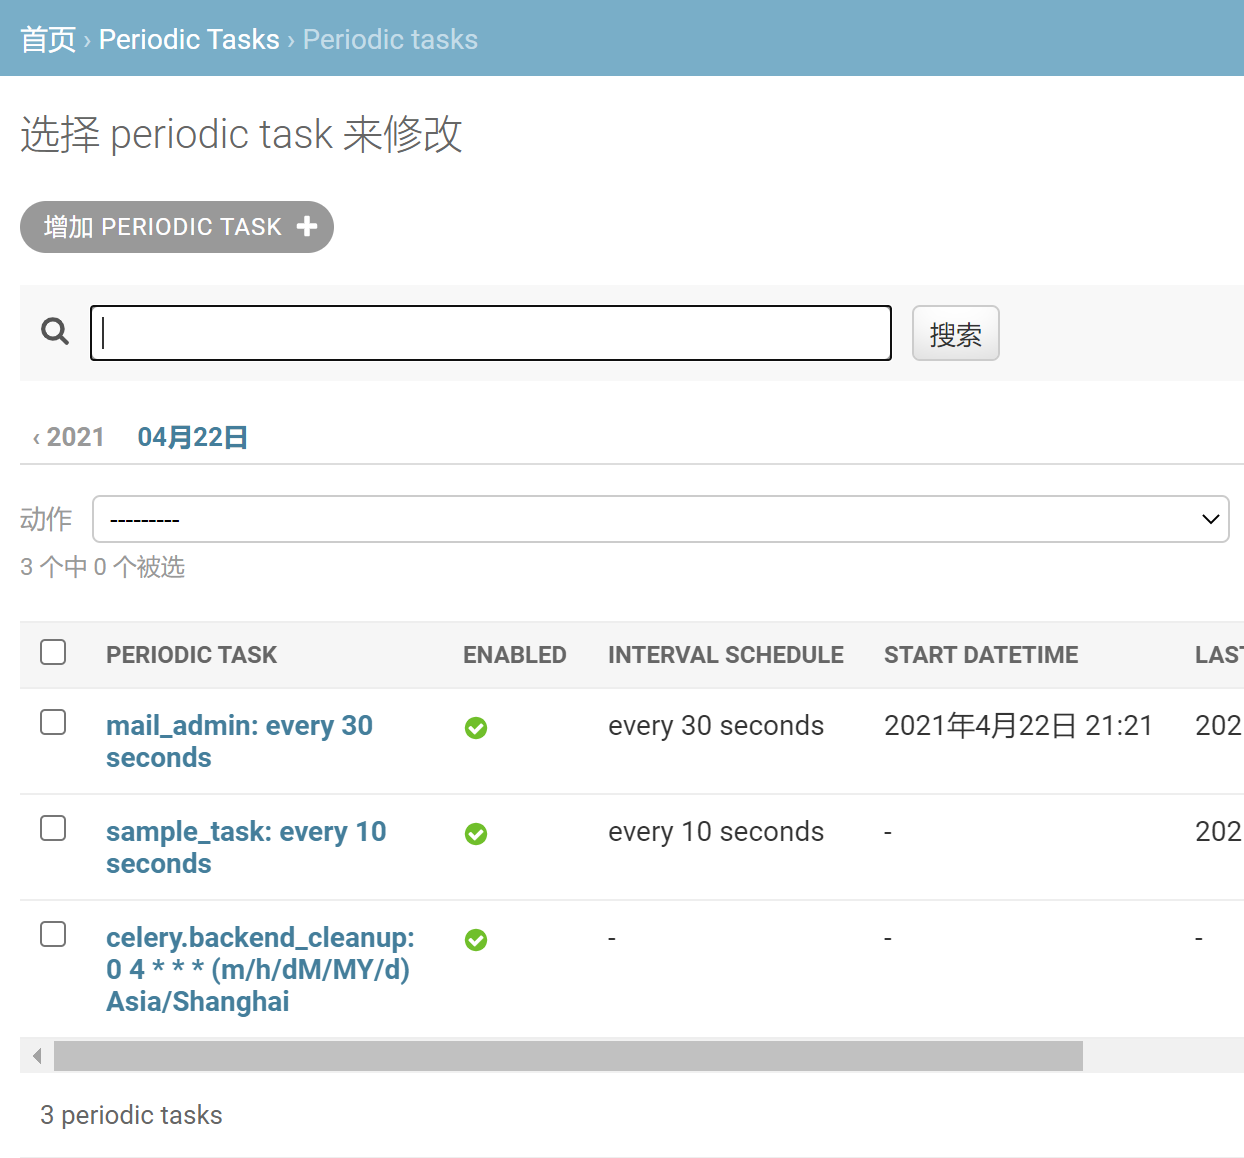 首页 › Periodic Tasks › Periodic tasks
选择 periodic task 来修改
增加 PERIODIC TASK
搜索
‹ 2021 04月22日
动作 ---------
3 个中 0 个被选
PERIODIC TASK ENABLED INTERVAL SCHEDULE START DATETIME LAST
mail_admin: every 30 seconds every 30 seconds 2021年4月22日 21:21 202
sample_task: every 10 seconds every 10 seconds - 202
celery.backend_cleanup: 0 4 * * * (m/h/dM/MY/d) Asia/Shanghai - - -
3 periodic tasks